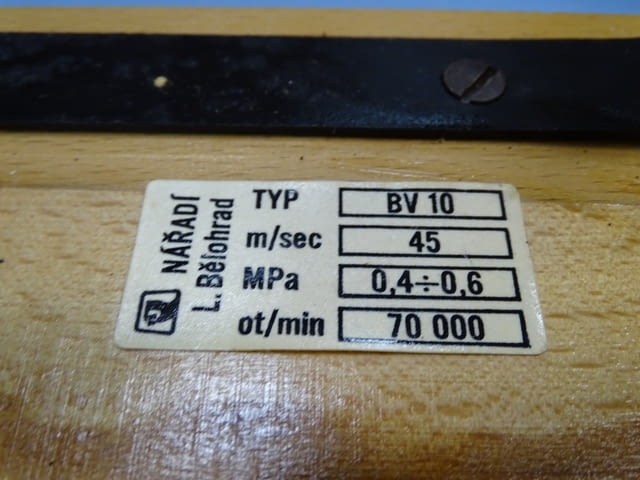 NÁŘADÍ
L. Bělohrad
TYP BV 10
m/sec 45
MPa 0,4÷0,6
ot/min 70 000